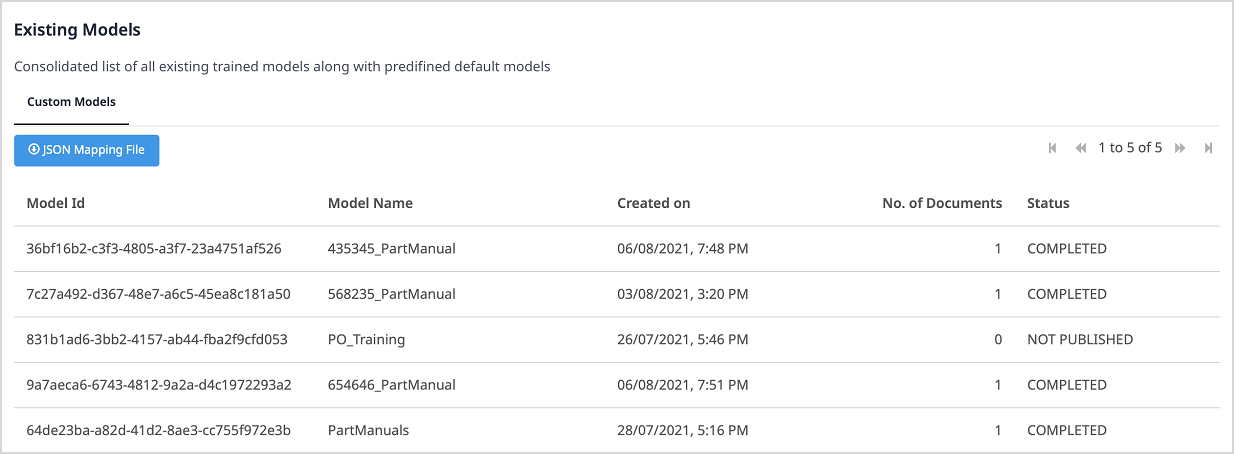 Existing Models
Consolidated list of all existing trained models along with predifined default models
Custom Models
JSON Mapping File
1 to 5 of 5
Model Id Model Name Created on No. of Documents Status
36bf16b2-c3f3-4805-a3f7-23a4751af526 435345_PartManual 06/08/2021, 7:48 PM 1 COMPLETED
7c27a492-d367-48e7-a6c5-45ea8c181a50 568235_PartManual 03/08/2021, 3:20 PM 1 COMPLETED
831b1ad6-3bb2-4157-ab44-fba2f9cfd053 PO_Training 26/07/2021, 5:46 PM 0 NOT PUBLISHED
9a7aeca6-6743-4812-9a2a-d4c1972293a2 654646_PartManual 06/08/2021, 7:51 PM 1 COMPLETED
64de23ba-a82d-41d2-8ae3-cc755f972e3b PartManuals 28/07/2021, 5:16 PM 1 COMPLETED